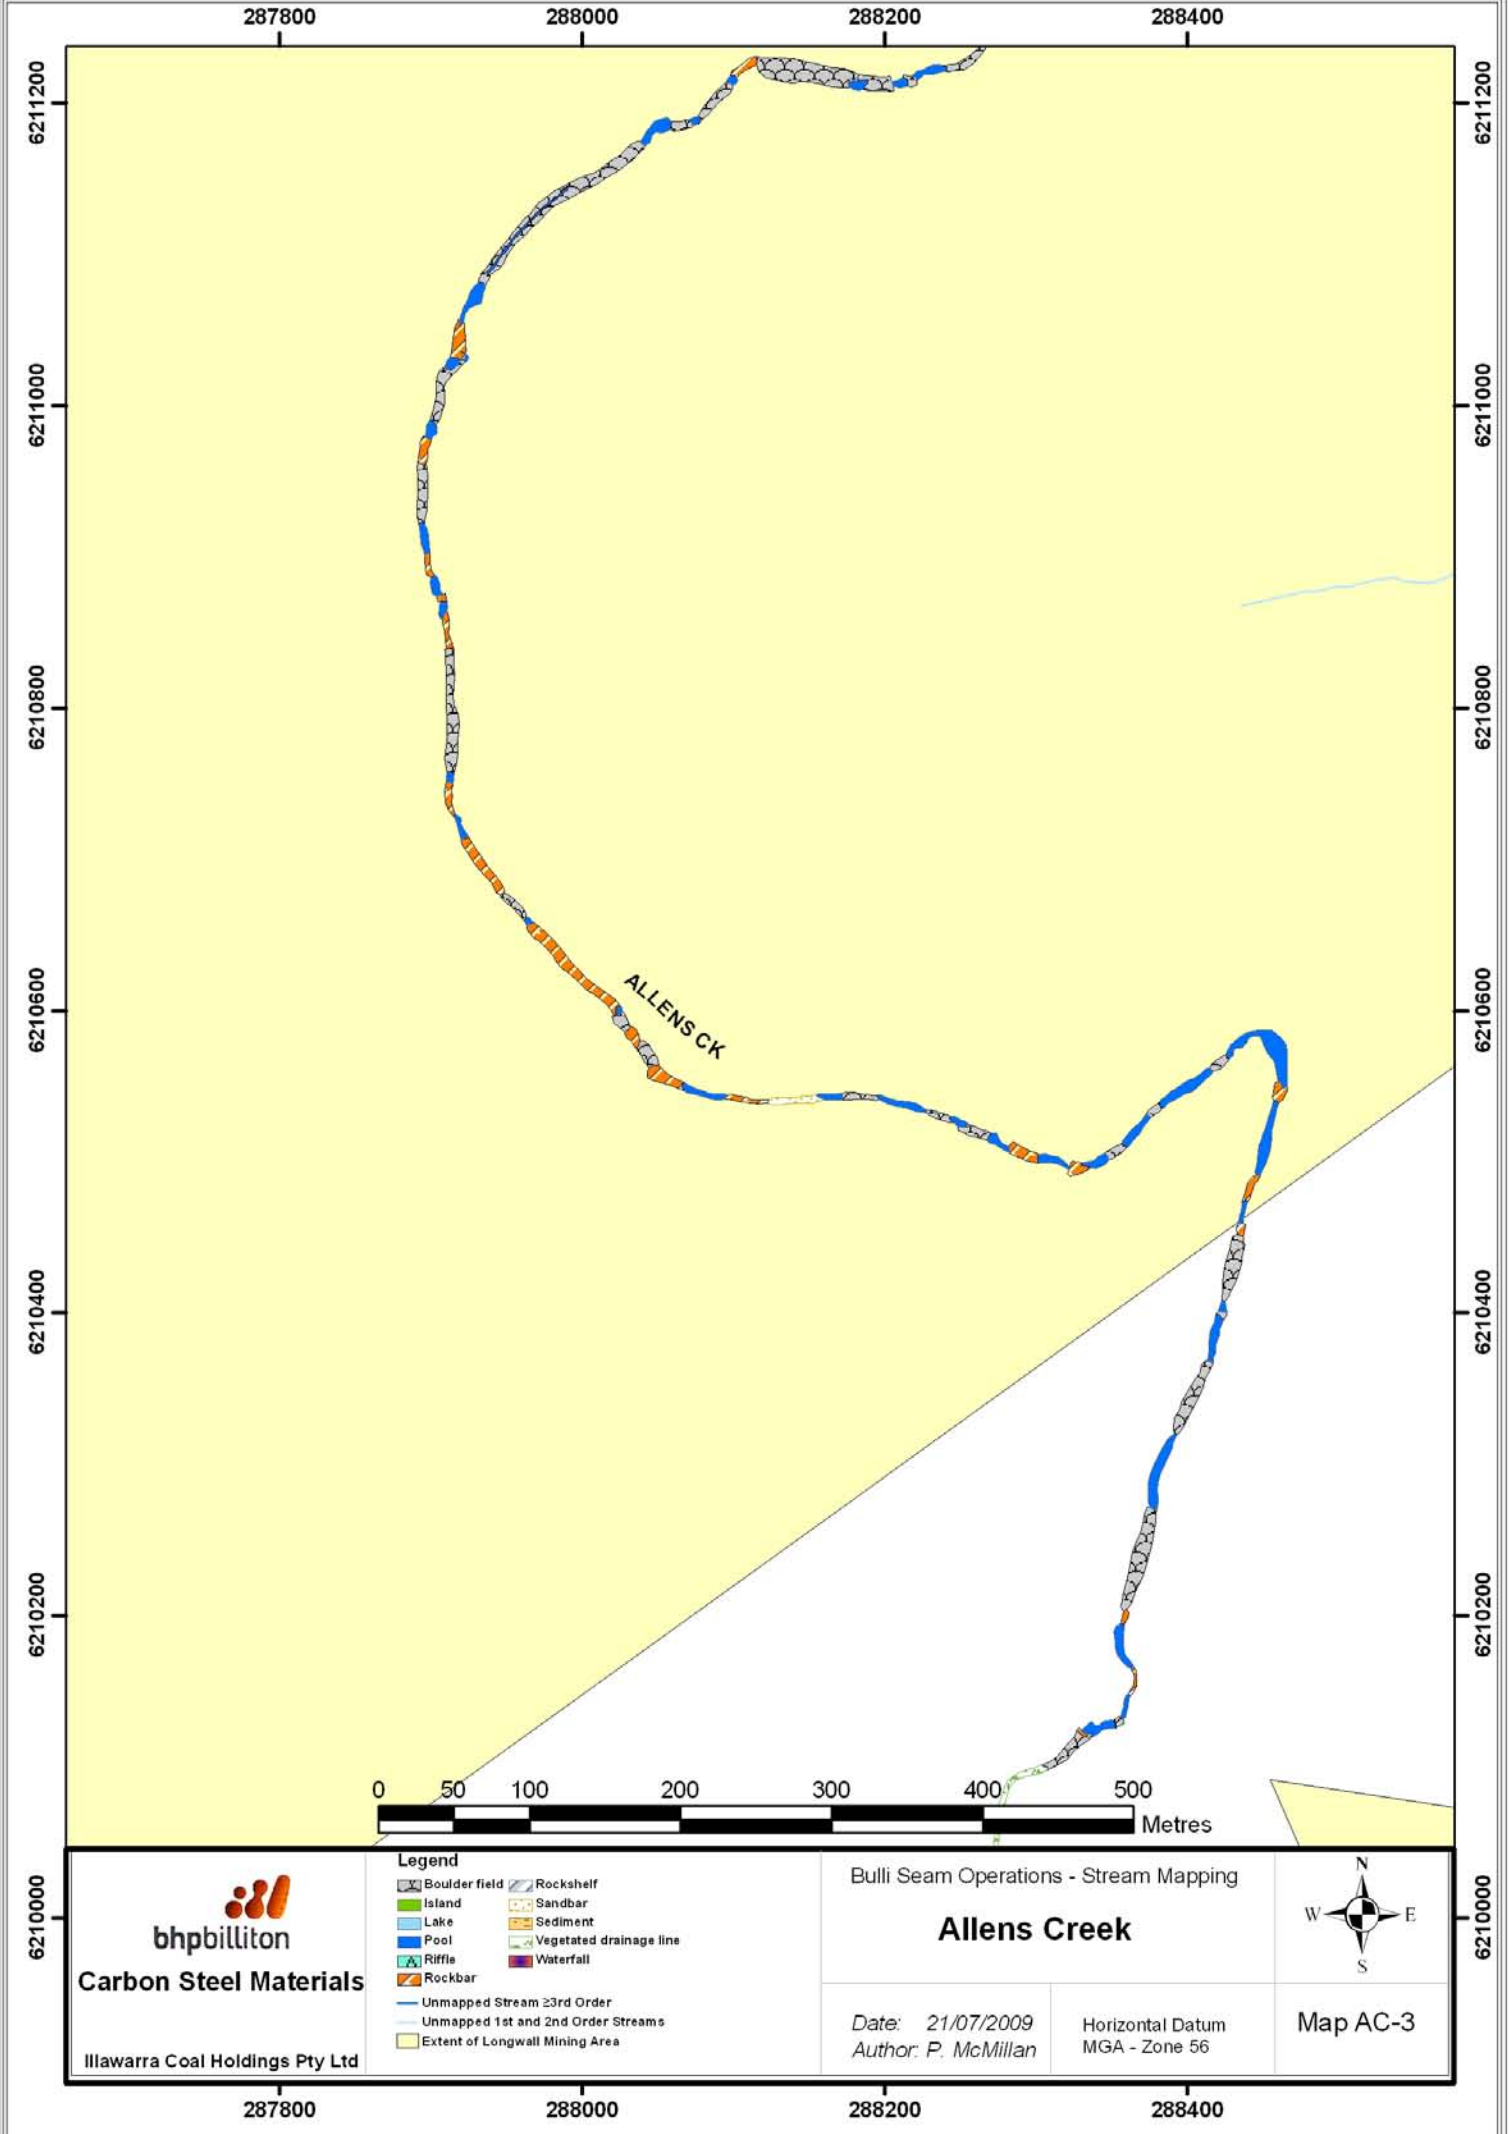 287800 288000 288200 288400
6211200 6211200
6211000 6211000
6210800 6210800
6210600 6210600
ALLENS CK
6210400 6210400
6210200 6210200
0 50 100 200 300 400 500
Metres
6210000 6210000
bhpbilliton
Carbon Steel Materials
Illawarra Coal Holdings Pty Ltd
Legend
Boulder field Rockshelf
Island Sandbar
Lake Sediment
Pool Vegetated drainage line
Riffle Waterfall
Rockbar
Unmapped Stream ≥3rd Order
Unmapped 1st and 2nd Order Streams
Extent of Longwall Mining Area
Bulli Seam Operations - Stream Mapping
Allens Creek
Date: 21/07/2009
Author: P. McMillan
Horizontal Datum
MGA - Zone 56
N
W E
S
Map AC-3
287800 288000 288200 288400